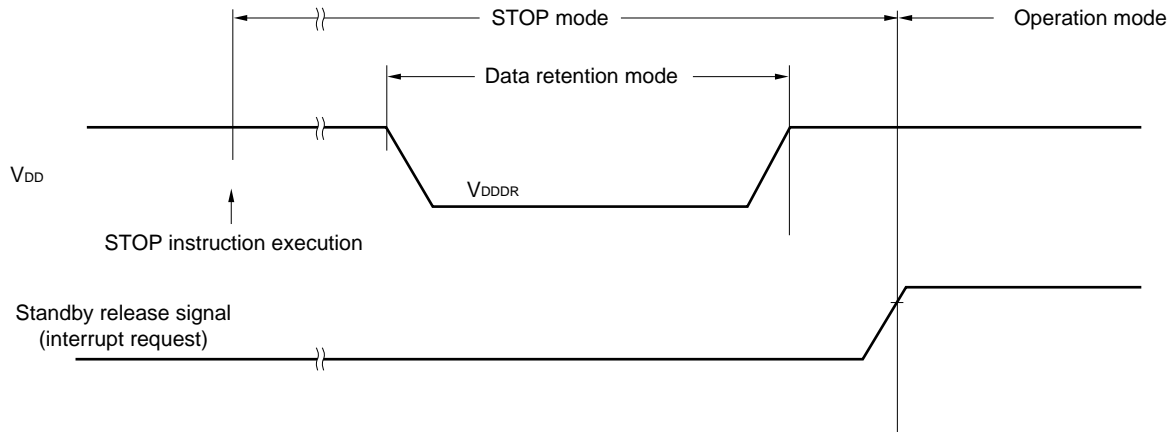 STOP mode
Operation mode
Data retention mode
VDD
VDDDR
STOP instruction execution
Standby release signal
(interrupt request)